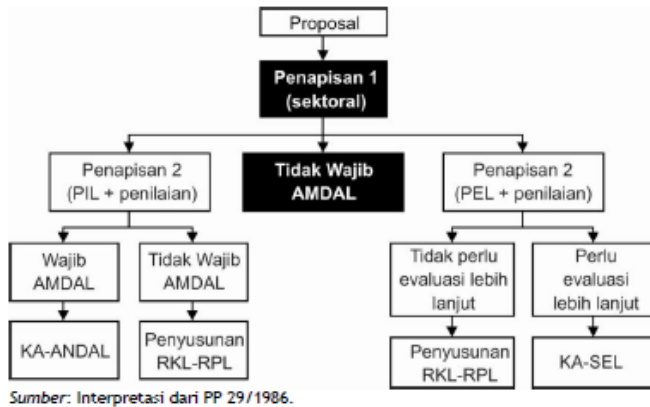 Proposal
Penapisan 1
(sektoral)
Penapisan 2
(PIL + penilaian)
Tidak Wajib
AMDAL
Penapisan 2
(PEL + penilaian)
Wajib
AMDAL
Tidak Wajib
AMDAL
Tidak perlu
evaluasi lebih
lanjut
Perlu
evaluasi
lebih lanjut
KA-ANDAL
Penyusunan
RKL-RPL
Penyusunan
RKL-RPL
KA-SEL
Sumber: Interpretasi dari PP 29/1986.